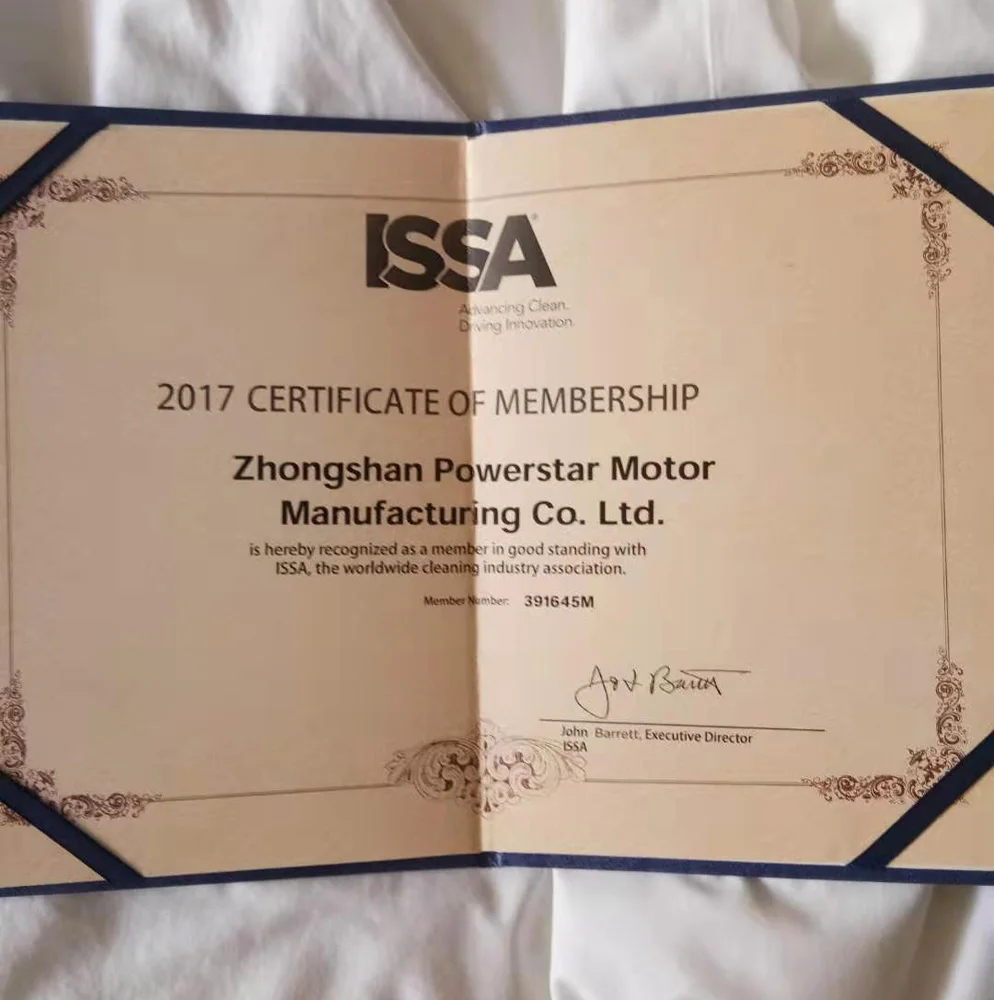 ISSA®
Advancing Clean.
Driving Innovation
2017 CERTIFICATE OF MEMBERSHIP
Zhongshan Powerstar Motor
Manufacturing Co. Ltd.
is hereby recognized as a member in good standing with
ISSA, the worldwide cleaning industry association.
Member Number: 391645M
John Barrett, Executive Director
ISSA